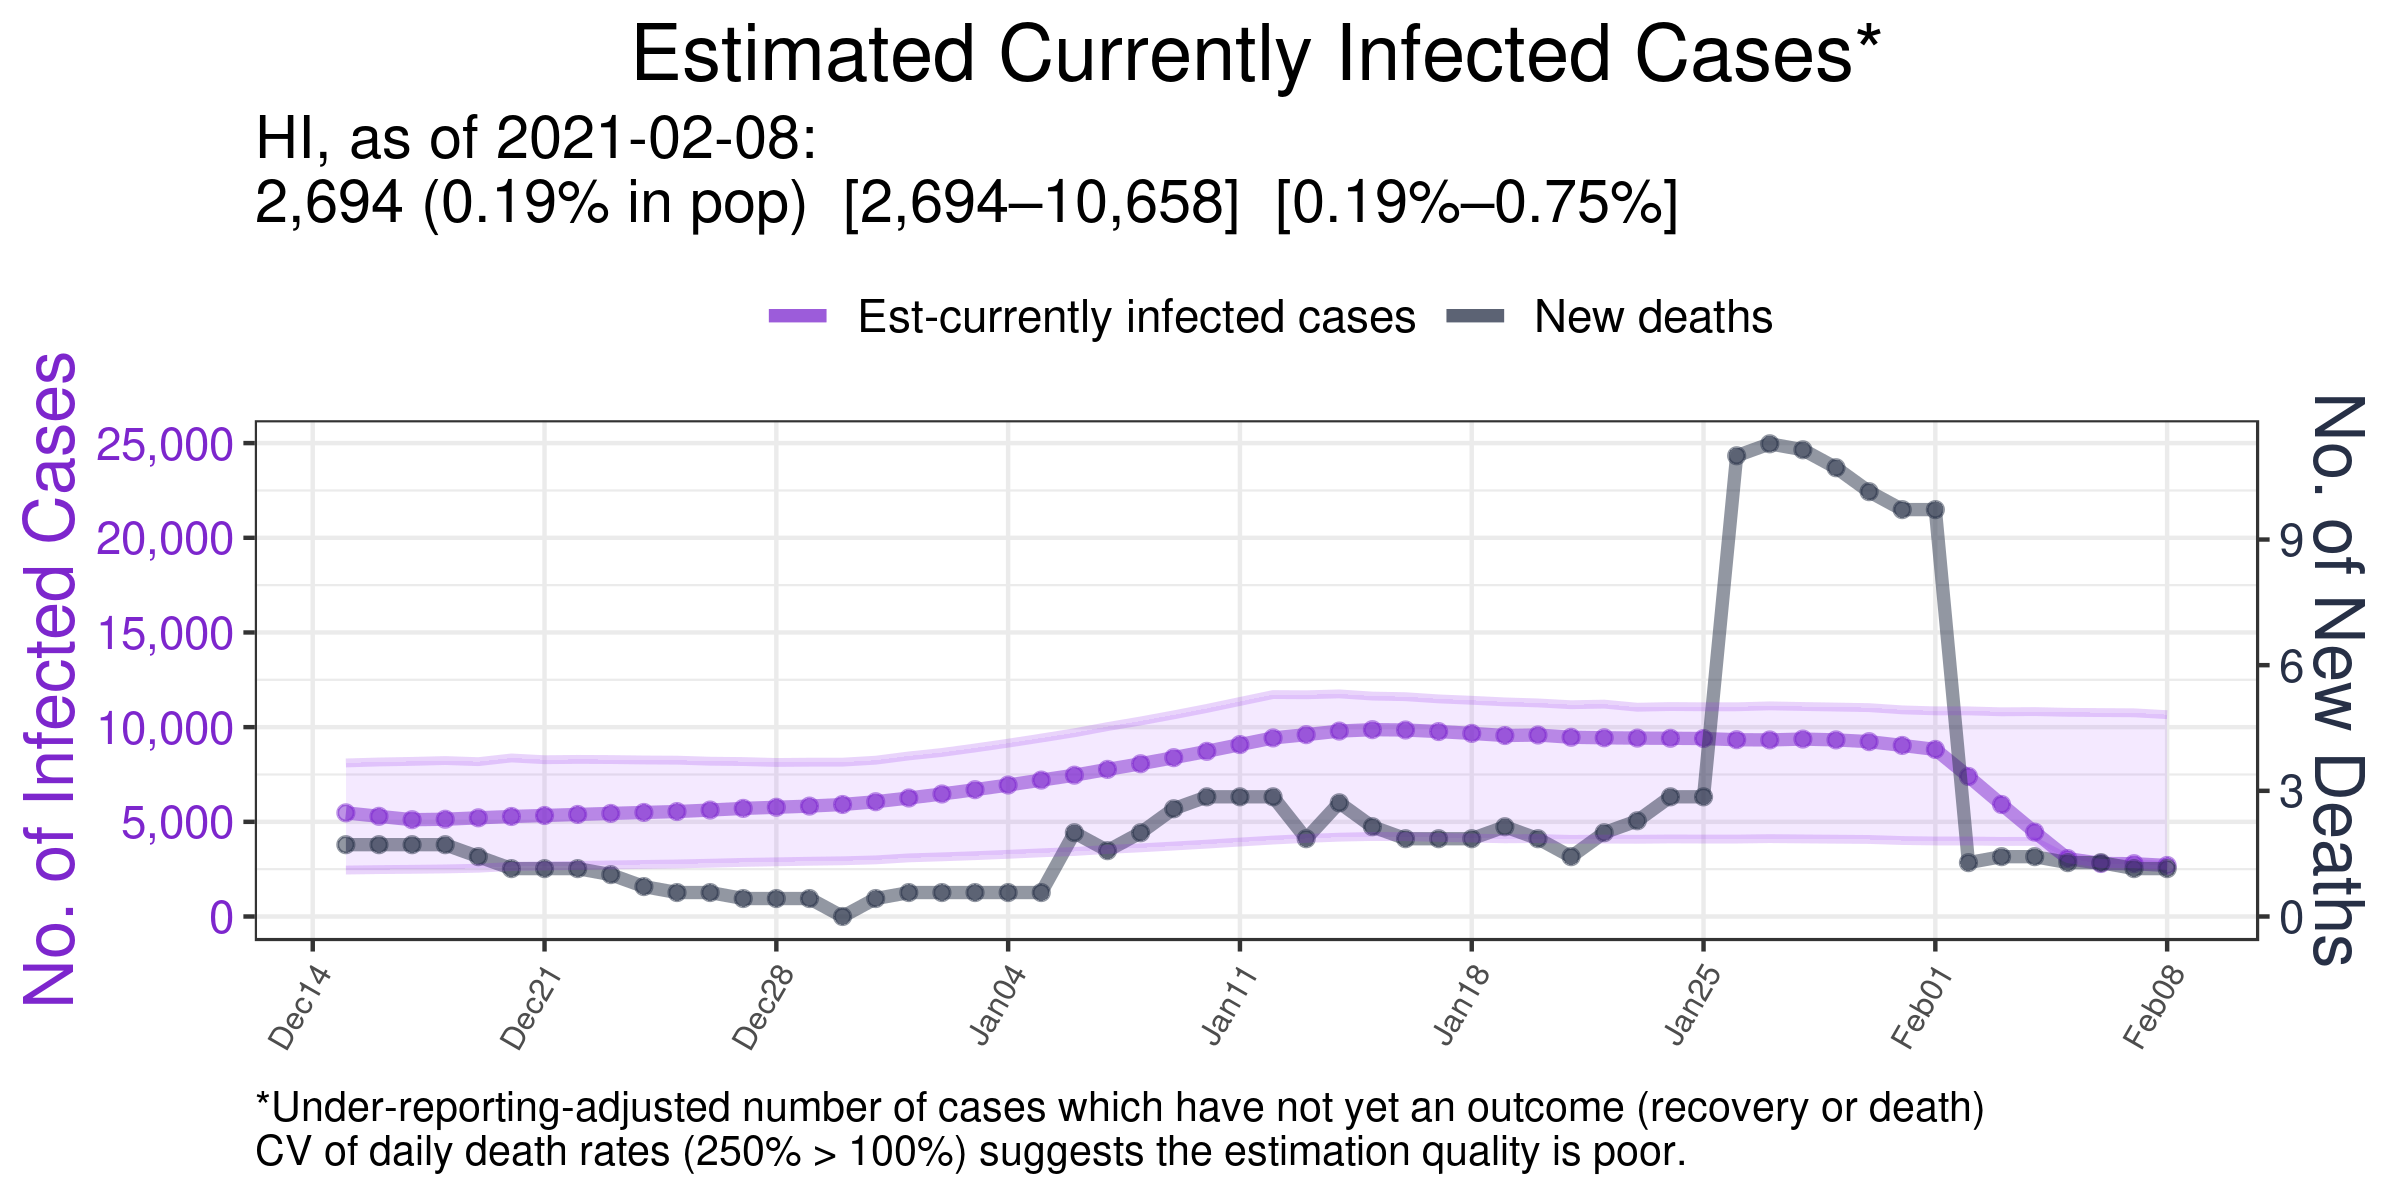 Estimated Currently Infected Cases*
HI, as of 2021-02-08:
2,694 (0.19% in pop)  [2,694–10,658]  [0.19%–0.75%]
Est-currently infected cases
New deaths
No. of Infected Cases
25,000
20,000
15,000
10,000
5,000
0
No. of New Deaths
9
6
3
0
Dec14
Dec21
Dec28
Jan04
Jan11
Jan18
Jan25
Feb01
Feb08
*Under-reporting-adjusted number of cases which have not yet an outcome (recovery or death)
CV of daily death rates (250% > 100%) suggests the estimation quality is poor.